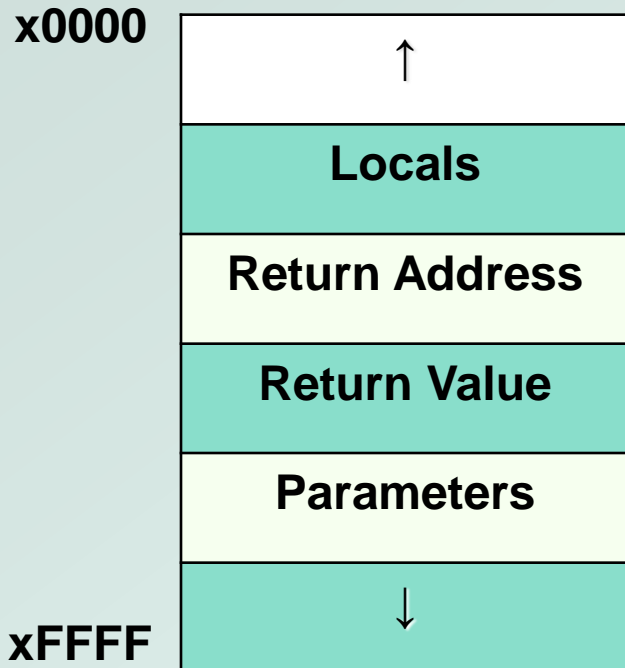 x0000
↑
Locals
Return Address
Return Value
Parameters
↓
xFFFF